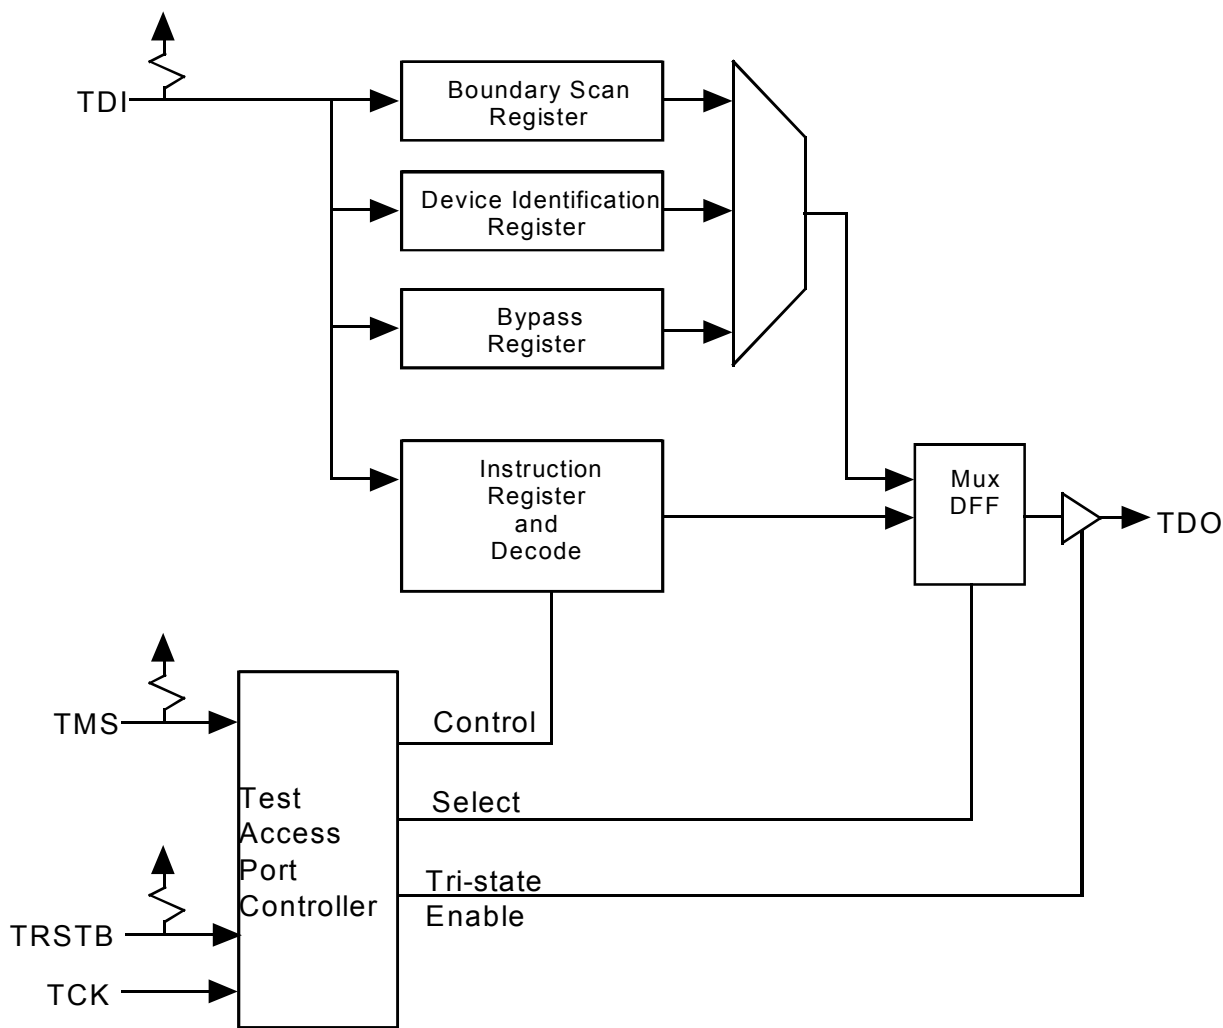 TDI
Boundary Scan
Register
Device Identification
Register
Bypass
Register
Instruction
Register
and
Decode
Mux
DFF
TDO
TMS
Control
Test
Access
Port
Controller
Select
Tri-state
Enable
TRSTB
TCK